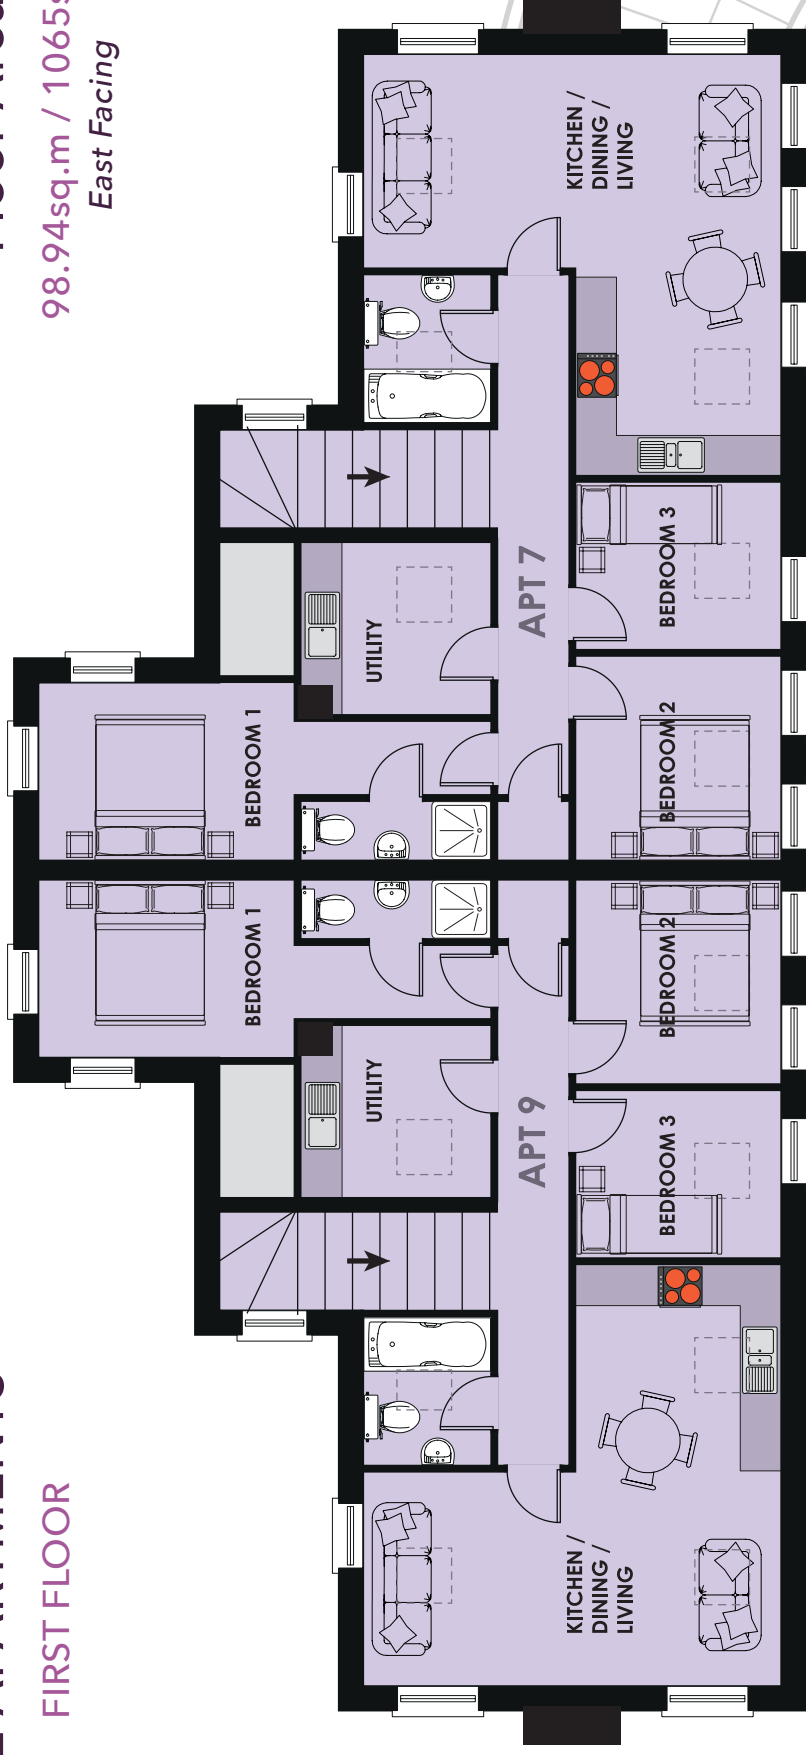 FIRST FLOOR
98.94sq.m / 1065s
East Facing
KITCHEN /
DINING /
LIVING
BEDROOM 3
APT 7
UTILITY
BEDROOM 2
BEDROOM 1
BEDROOM 1
BEDROOM 2
UTILITY
APT 9
BEDROOM 3
KITCHEN /
DINING /
LIVING